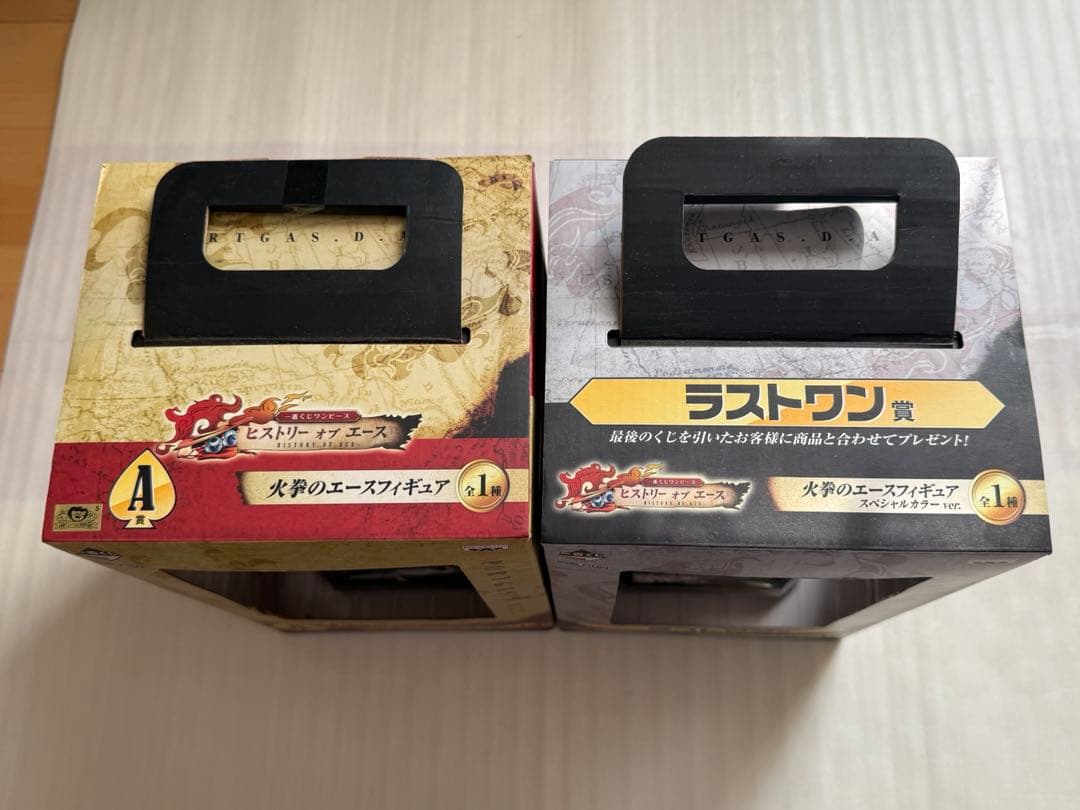 RTGAS.D.A
一番くじワンピース
ヒストリー オブ エース
HISTORY OF ACE
A
賞
火拳のエースフィギュア
全1種
TGAS.D.A
ラストワン賞
最後のくじを引いたお客様に商品と合わせてプレゼント!
一番くじワンピース
ヒストリー オブ エース
HISTORY OF ACE
火拳のエースフィギュア
スペシャルカラー ver.
全1種